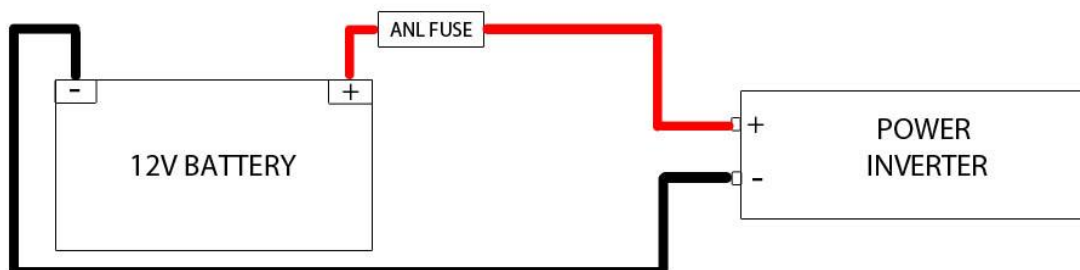 ANL FUSE
- +
12V BATTERY
+
-
POWER
INVERTER